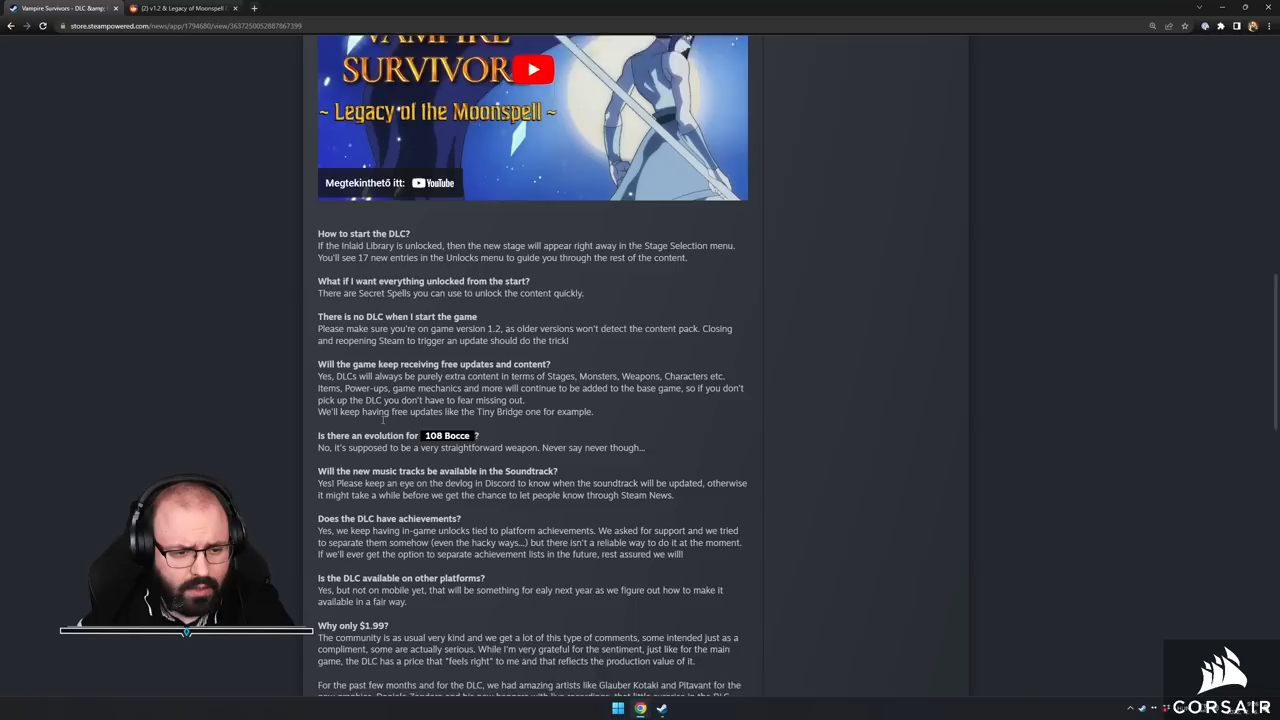 Vampire Survivors - DLC &amp;
(2) v1.2 & Legacy of Moonspell
store.steampowered.com/news/app/1794680/view/3637250052887867399
VAMPIRE
SURVIVOR
~ Legacy of the Moonspell ~
Megtekinthető itt: YouTube
How to start the DLC?
If the Inlaid Library is unlocked, then the new stage will appear right away in the Stage Selection menu.
You'll see 17 new entries in the Unlocks menu to guide you through the rest of the content.
What if I want everything unlocked from the start?
There are Secret Spells you can use to unlock the content quickly.
There is no DLC when I start the game
Please make sure you're on game version 1.2, as older versions won't detect the content pack. Closing
and reopening Steam to trigger an update should do the trick!
Will the game keep receiving free updates and content?
Yes, DLCs will always be purely extra content in terms of Stages, Monsters, Weapons, Characters etc.
Items, Power-ups, game mechanics and more will continue to be added to the base game, so if you don't
pick up the DLC you don't have to fear missing out.
We'll keep having free updates like the Tiny Bridge one for example.
Is there an evolution for 108 Bocce ?
No, it's supposed to be a very straightforward weapon. Never say never though...
Will the new music tracks be available in the Soundtrack?
Yes! Please keep an eye on the devlog in Discord to know when the soundtrack will be updated, otherwise
it might take a while before we get the chance to let people know through Steam News.
Does the DLC have achievements?
Yes, we keep having in-game unlocks tied to platform achievements. We asked for support and we tried
to separate them somehow (even the hacky ways...) but there isn't a reliable way to do it at the moment.
If we'll ever get the option to separate achievement lists in the future, rest assured we will!
Is the DLC available on other platforms?
Yes, but not on mobile yet, that will be something for ealy next year as we figure out how to make it
available in a fair way.
Why only $1.99?
The community is as usual very kind and we get a lot of this type of comments, some intended just as a
compliment, some are actually serious. While I'm very grateful for the sentiment, just like for the main
game, the DLC has a price that "feels right" to me and that reflects the production value of it.
For the past few months and for the DLC, we had amazing artists like Glauber Kotaki and Pitavant for the
CORSAIR